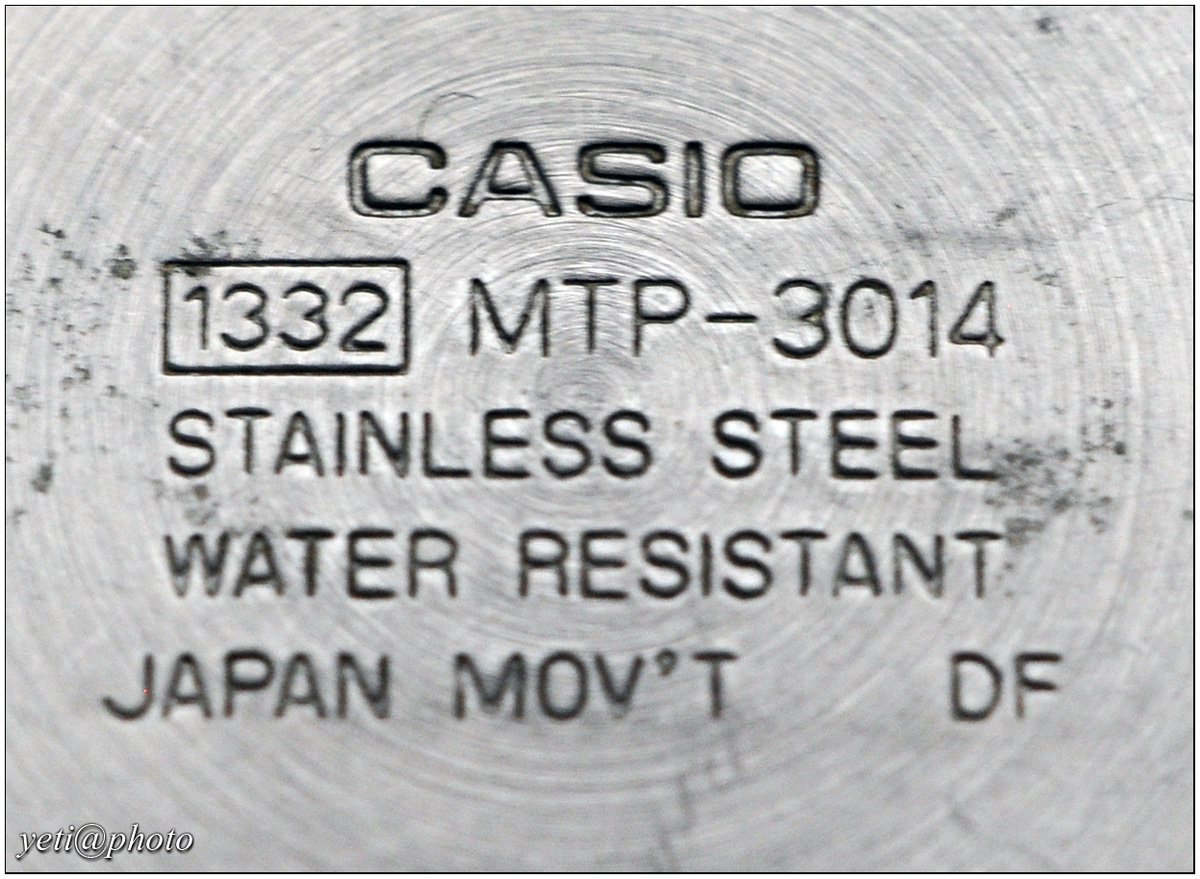 CASIO
1332 MTP-3014
STAINLESS STEEL
WATER RESISTANT
JAPAN MOV'T DF
yeti@photo